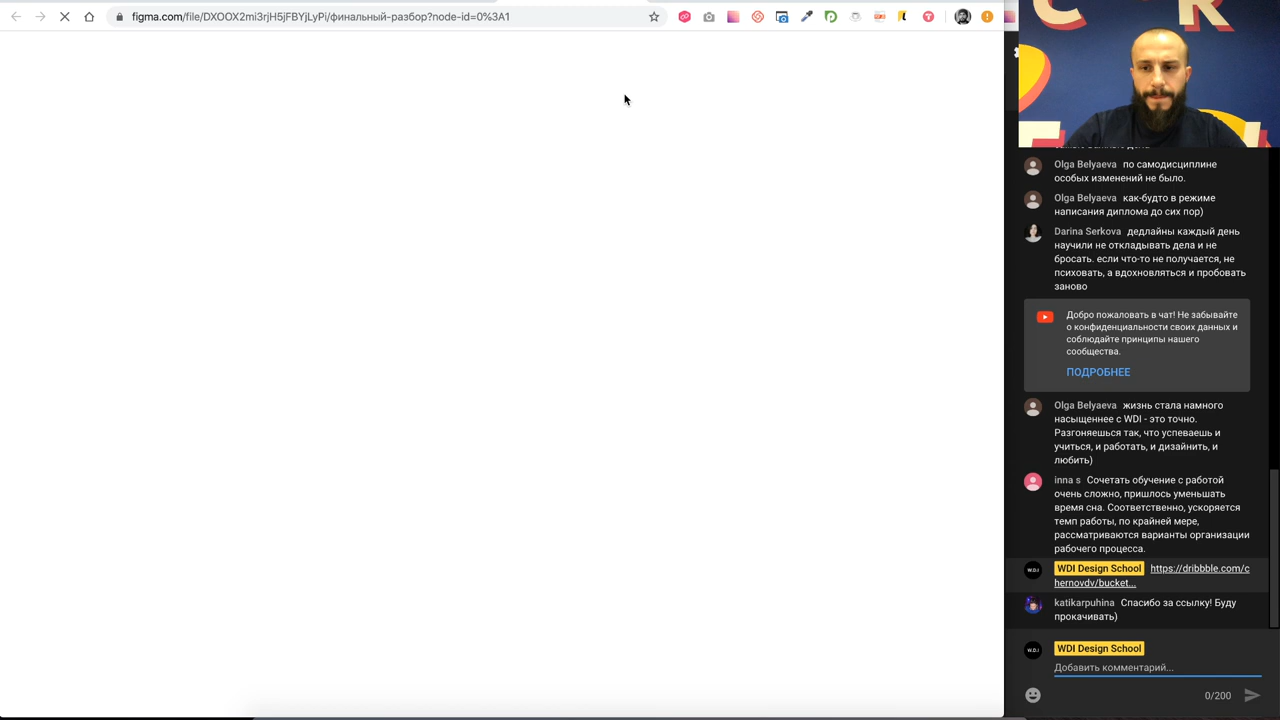 figma.com/file/DXOOX2mi3rjH5jFBYjLyPi/финальный-разбор?node-id=0%3A1
Olga Belyaeva по самодисциплине
особых изменений не было.
Olga Belyaeva как-будто в режиме
написания диплома до сих пор)
Darina Serkova дедлайны каждый день
научили не откладывать дела и не
бросать. если что-то не получается, не
психовать, а вдохновляться и пробовать
заново
Добро пожаловать в чат! Не забывайте
о конфиденциальности своих данных и
соблюдайте принципы нашего
сообщества.
ПОДРОБНЕЕ
Olga Belyaeva жизнь стала намного
насыщеннее с WDI - это точно.
Разгоняешься так, что успеваешь и
учиться, и работать, и дизайнить, и
любить)
inna s Сочетать обучение с работой
очень сложно, пришлось уменьшать
время сна. Соответственно, ускоряется
темп работы, по крайней мере,
рассматриваются варианты организации
рабочего процесса.
WDI Design School https://dribbble.com/c
hernovdv/bucket...
katikarpuhina Спасибо за ссылку! Буду
прокачивать)
WDI Design School
Добавить комментарий...
0/200